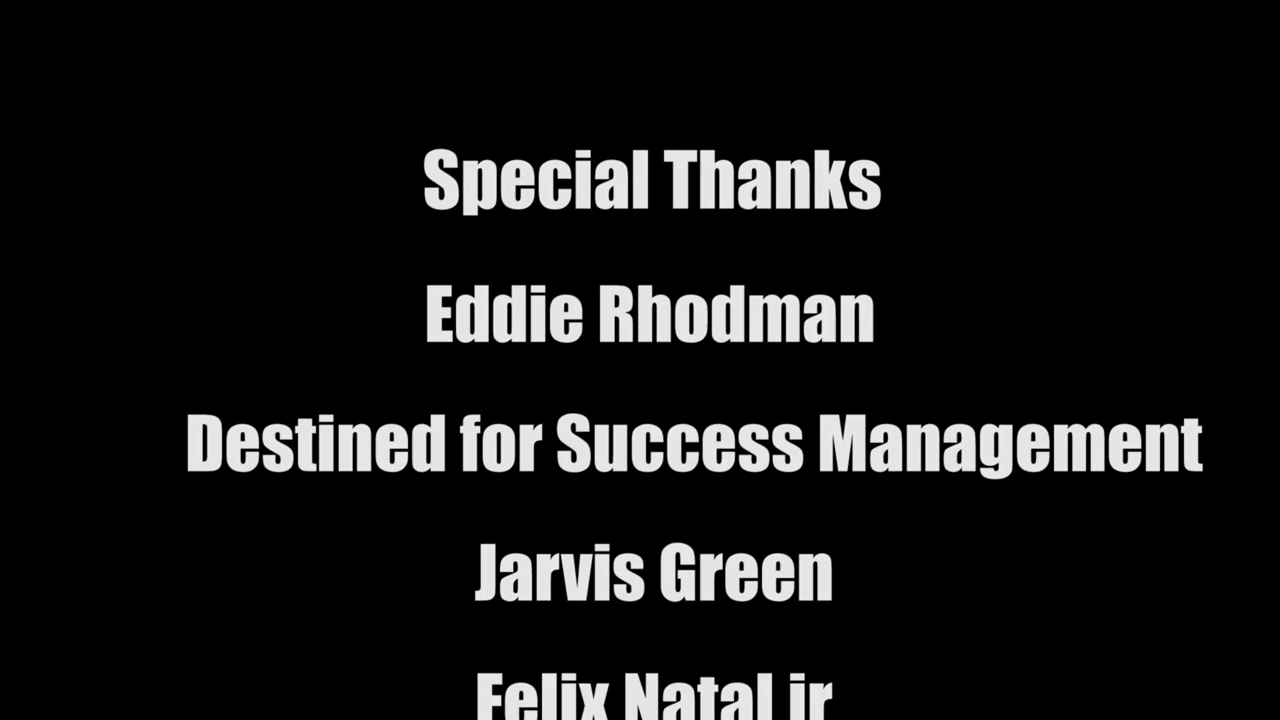 Special Thanks
Eddie Rhodman
Destined for Success Management
Jarvis Green
Felix Natal jr